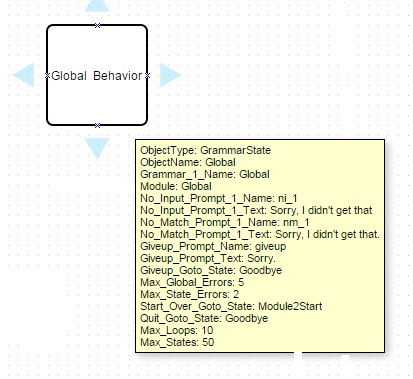 Global Behavior
ObjectType: GrammarState
ObjectName: Global
Grammar_1_Name: Global
Module: Global
No_Input_Prompt_1_Name: ni_1
No_Input_Prompt_1_Text: Sorry, I didn't get that
No_Match_Prompt_1_Name: nm_1
No_Match_Prompt_1_Text: Sorry, I didn't get that.
Giveup_Prompt_Name: giveup
Giveup_Prompt_Text: Sorry.
Giveup_Goto_State: Goodbye
Max_Global_Errors: 5
Max_State_Errors: 2
Start_Over_Goto_State: Module2Start
Quit_Goto_State: Goodbye
Max_Loops: 10
Max_States: 50